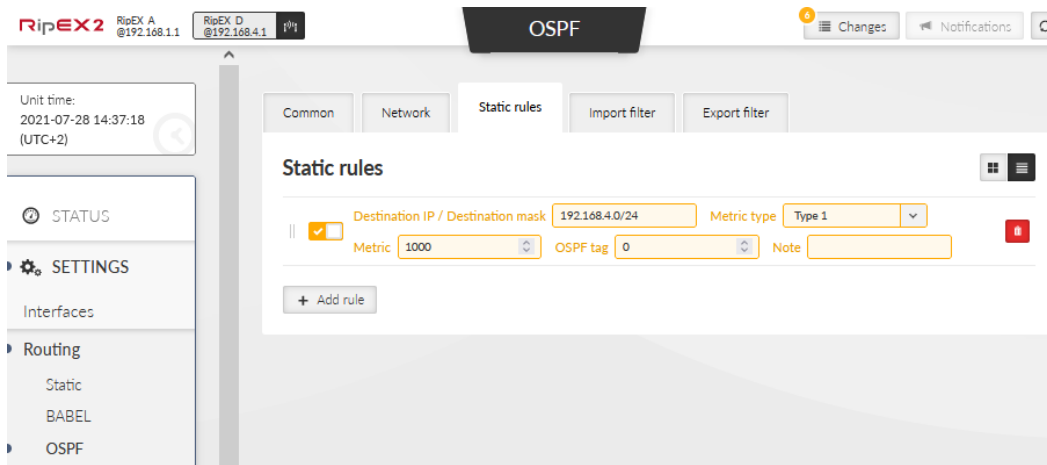 RipEX2 RipEX A @192.168.1.1 RipEX D @192.168.4.1
OSPF
6
Changes
Notifications
Unit time:
2021-07-28 14:37:18
(UTC+2)
STATUS
SETTINGS
Interfaces
Routing
Static
BABEL
OSPF
Common Network Static rules Import filter Export filter
Static rules
Destination IP / Destination mask 192.168.4.0/24 Metric type Type 1
Metric 1000 OSPF tag 0 Note
+ Add rule